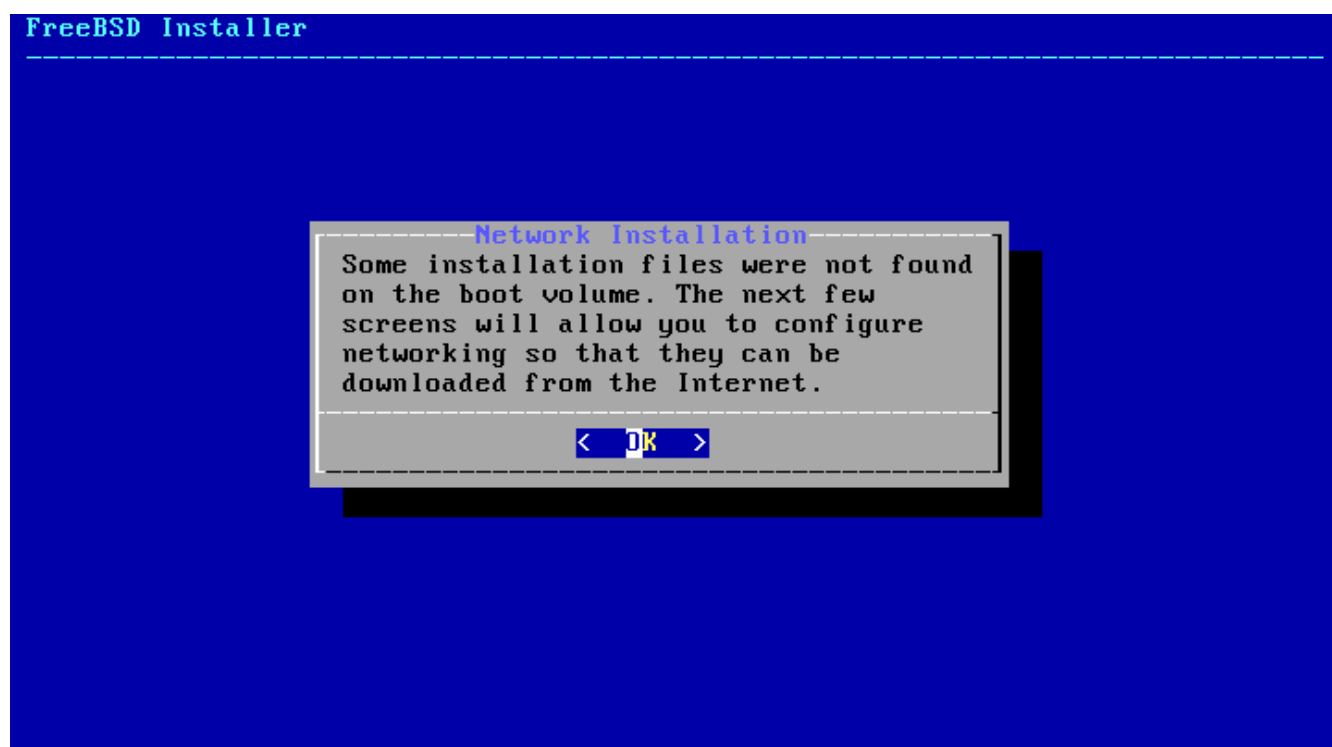 FreeBSD Installer
Network Installation
Some installation files were not found
on the boot volume. The next few
screens will allow you to configure
networking so that they can be
downloaded from the Internet.
< OK >